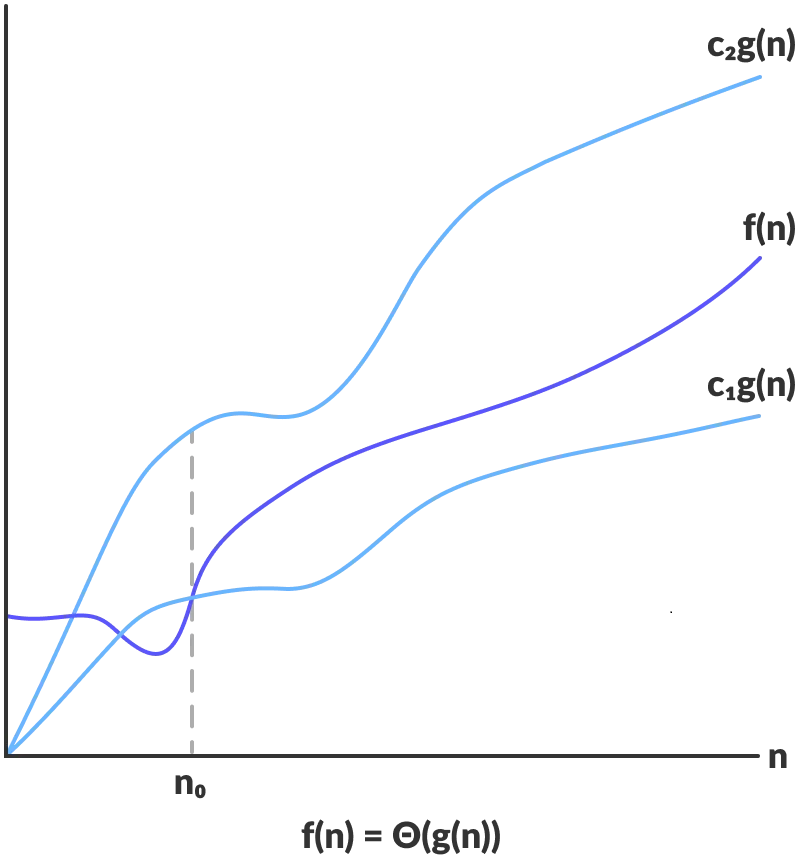 c₂g(n)
f(n)
c₁g(n)
n
n₀
f(n) = Θ(g(n))